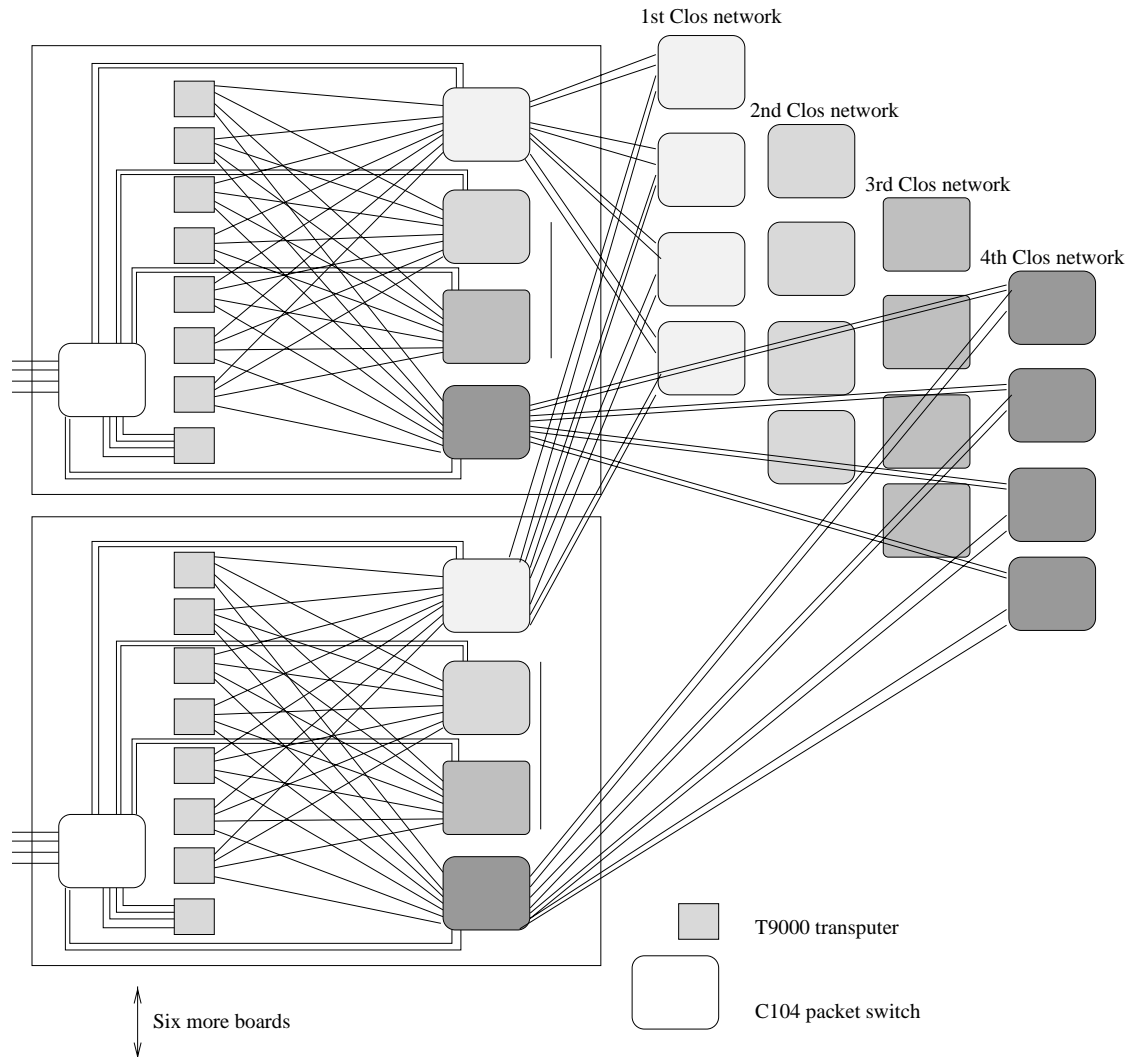 1st Clos network
2nd Clos network
3rd Clos network
4th Clos network
T9000 transputer
C104 packet switch
Six more boards